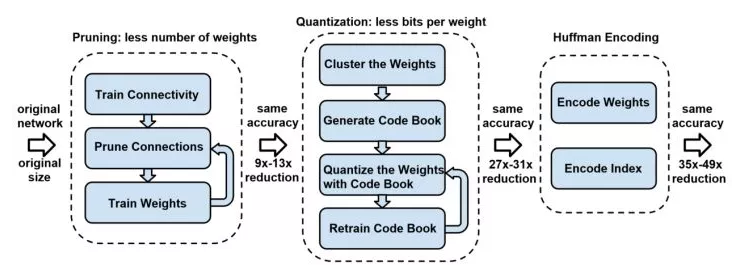 Pruning: less number of weights
Train Connectivity
Prune Connections
Train Weights
original
network
original
size
same
accuracy
9x-13x
reduction
Quantization: less bits per weight
Cluster the Weights
Generate Code Book
Quantize the Weights
with Code Book
Retrain Code Book
same
accuracy
27x-31x
reduction
Huffman Encoding
Encode Weights
Encode Index
same
accuracy
35x-49x
reduction